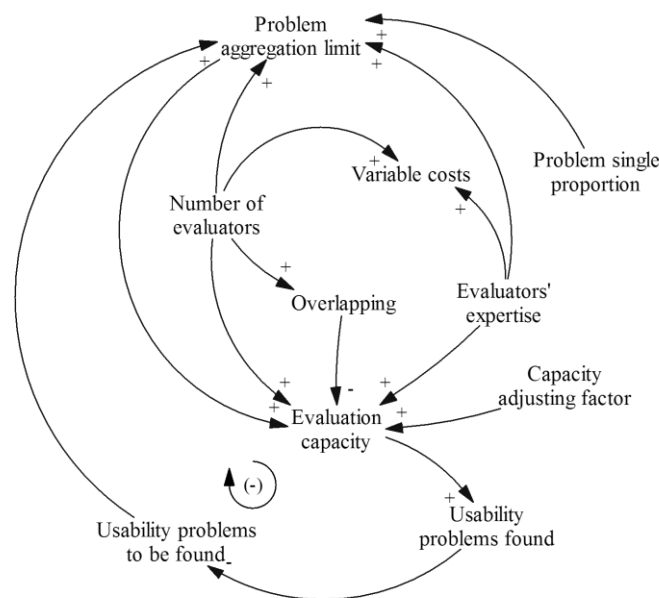 Problem
aggregation limit
+
+
+
+
Problem single
proportion
+
Variable costs
+
Number of
evaluators
+
Overlapping
Evaluators'
expertise
Capacity
adjusting factor
+
+
-
+
+
Evaluation
capacity
(-)
+
Usability
problems found
Usability problems
to be found
-